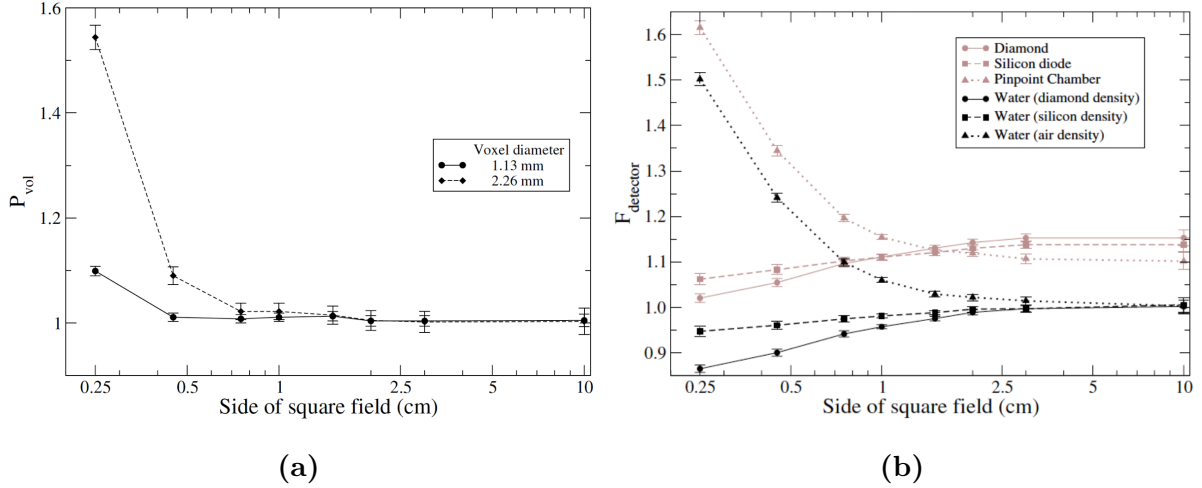 1.6
1.4
1.2
1
P_vol
0.25
0.5
1
2.5
5
10
Side of square field (cm)
Voxel diameter
1.13 mm
2.26 mm
(a)
1.6
1.5
1.4
1.3
1.2
1.1
1.0
0.9
F_detector
0.25
0.5
1
2.5
5
10
Side of square field (cm)
Diamond
Silicon diode
Pinpoint Chamber
Water (diamond density)
Water (silicon density)
Water (air density)
(b)